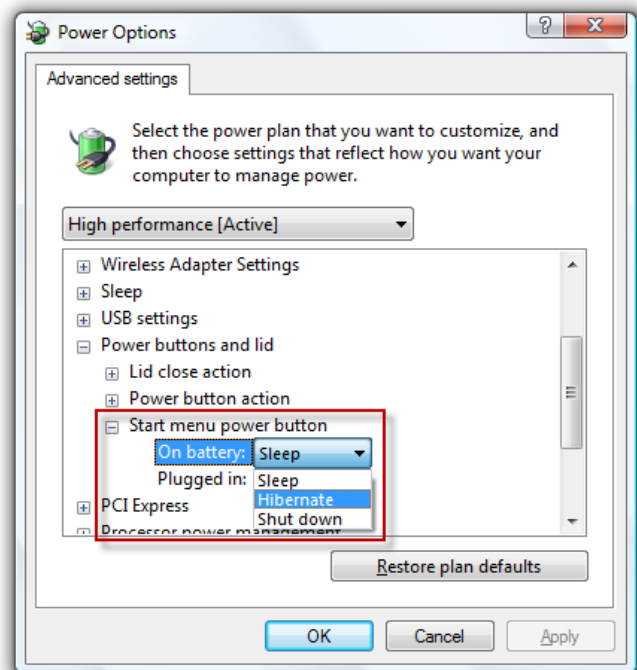 Power Options
Advanced settings
Select the power plan that you want to customize, and
then choose settings that reflect how you want your
computer to manage power.
High performance [Active]
Wireless Adapter Settings
Sleep
USB settings
Power buttons and lid
Lid close action
Power button action
Start menu power button
On battery: Sleep
Plugged in: Sleep
Hibernate
PCI Express
Shut down
Processor power management
Restore plan defaults
OK Cancel Apply